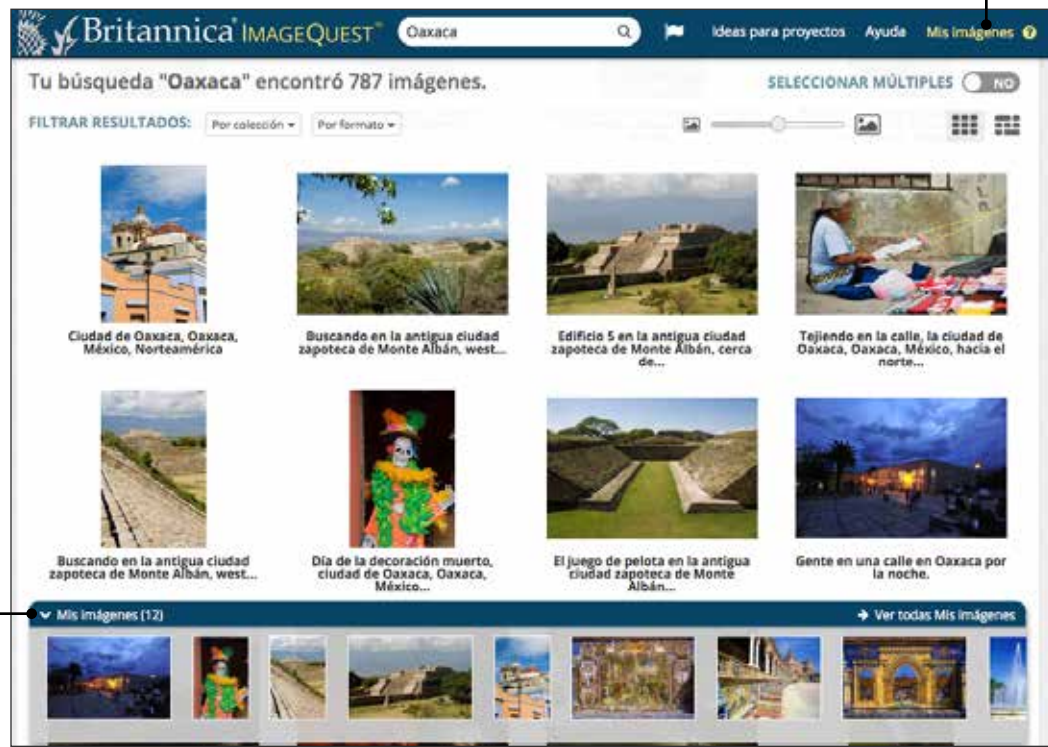 Britannica® IMAGEQUEST™ Oaxaca Ideas para proyectos Ayuda Mis imágenes ?
Tu búsqueda "Oaxaca" encontró 787 imágenes. SELECCIONAR MÚLTIPLES NO
FILTRAR RESULTADOS: Por colección Por formato
Ciudad de Oaxaca, Oaxaca,
México, Norteamérica
Buscando en la antigua ciudad
zapoteca de Monte Albán, west...
Edificio 5 en la antigua ciudad
zapoteca de Monte Albán, cerca
de...
Tejiendo en la calle, la ciudad de
Oaxaca, Oaxaca, México, hacia el
norte...
Buscando en la antigua ciudad
zapoteca de Monte Albán, west...
Día de la decoración muerto,
ciudad de Oaxaca, Oaxaca,
México...
El juego de pelota en la antigua
ciudad zapoteca de Monte
Albán...
Gente en una calle en Oaxaca por
la noche.
Mis imágenes (12) Ver todas Mis imágenes